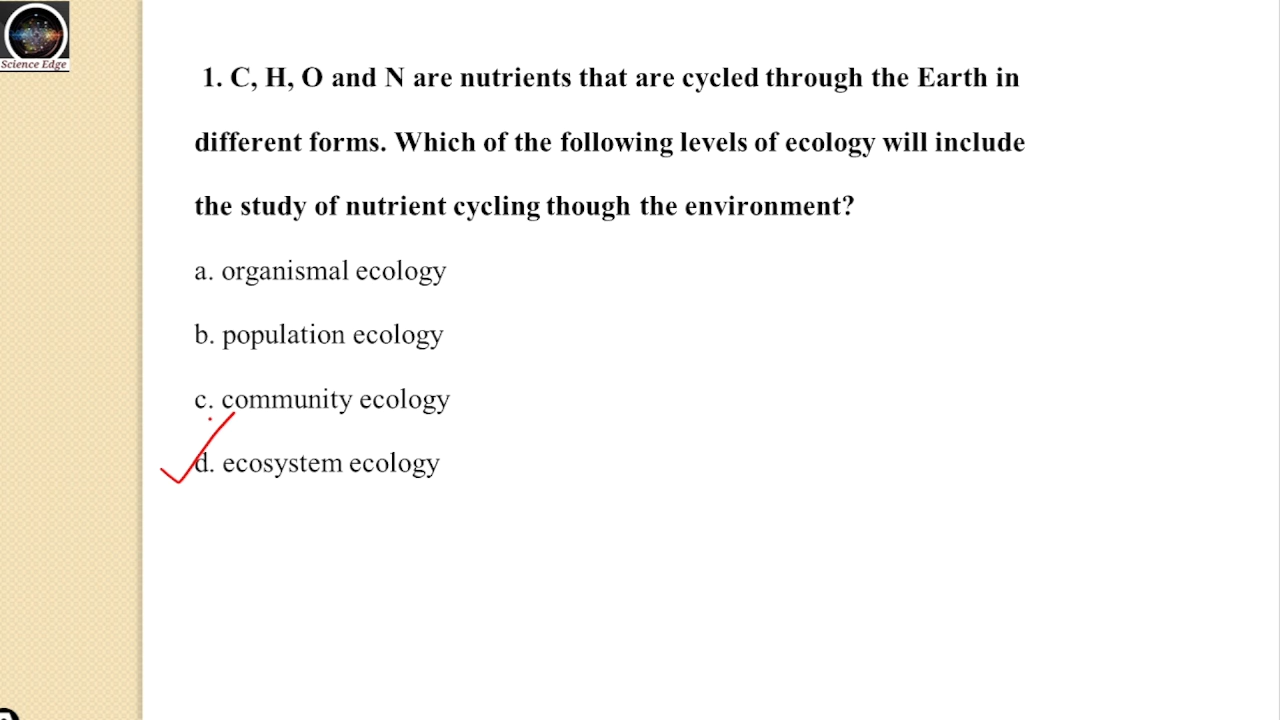 Science Edge
1. C, H, O and N are nutrients that are cycled through the Earth in
different forms. Which of the following levels of ecology will include
the study of nutrient cycling though the environment?
a. organismal ecology
b. population ecology
c. community ecology
d. ecosystem ecology